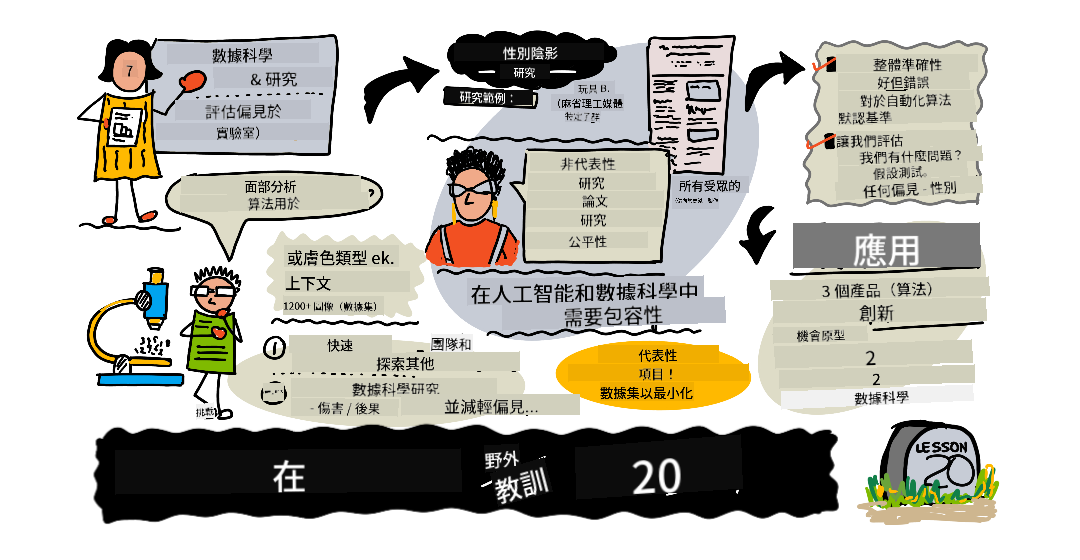 7
數據科學
& 研究
評估偏見於
實驗室）
性別陰影
研究
研究範例：
玩具 B.
（麻省理工媒體
特定了群
整體準確性
好但錯誤
對於自動化算法
默認基準
讓我們評估
我們有什麼問題？
假設測試。
任何偏見 - 性別
面部分析
算法用於
?
非代表性
研究
論文
研究
公平性
所有受眾的
或膚色類型 ek.
上下文
1200+ 圖像（數據集）
在人工智能和數據科學中
需要包容性
應用
3 個產品（算法）
創新
機會原型
2
2
數據科學
1
快速
團隊和
探索其他
數據科學研究
- 傷害 / 後果
並減輕偏見...
挑戰
代表性
項目！
數據集以最小化
在
野外
教訓
20
LESSON
20